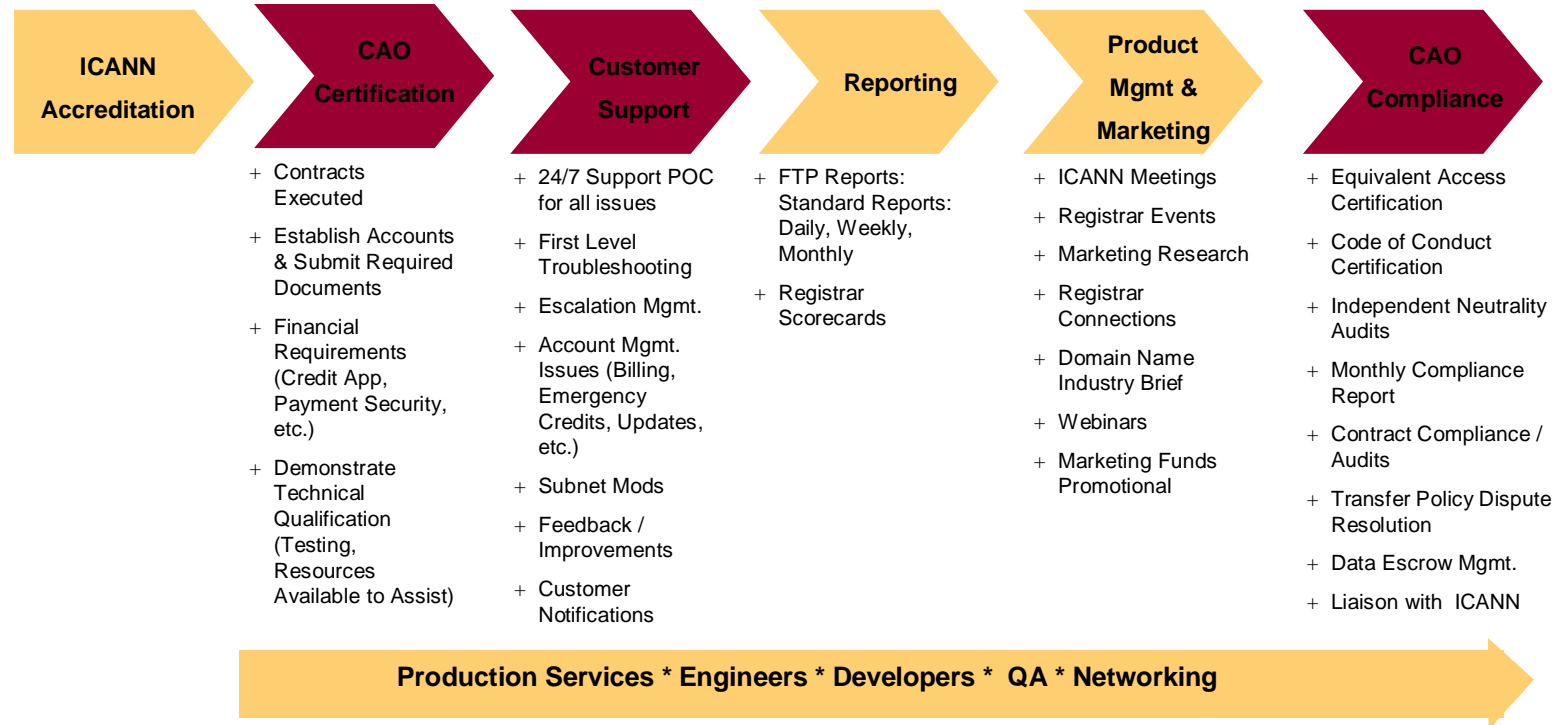 ICANN
Accreditation
CAO
Certification
Customer
Support
Reporting
Product
Mgmt &
Marketing
CAO
Compliance
+ Contracts
Executed
+ Establish Accounts
& Submit Required
Documents
+ Financial
Requirements
(Credit App,
Payment Security,
etc.)
+ Demonstrate
Technical
Qualification
(Testing,
Resources
Available to Assist)
+ 24/7 Support POC
for all issues
+ First Level
Troubleshooting
+ Escalation Mgmt.
+ Account Mgmt.
Issues (Billing,
Emergency
Credits, Updates,
etc.)
+ Subnet Mods
+ Feedback /
Improvements
+ Customer
Notifications
+ FTP Reports:
Standard Reports:
Daily, Weekly,
Monthly
+ Registrar
Scorecards
+ ICANN Meetings
+ Registrar Events
+ Marketing Research
+ Registrar
Connections
+ Domain Name
Industry Brief
+ Webinars
+ Marketing Funds
Promotional
+ Equivalent Access
Certification
+ Code of Conduct
Certification
+ Independent Neutrality
Audits
+ Monthly Compliance
Report
+ Contract Compliance /
Audits
+ Transfer Policy Dispute
Resolution
+ Data Escrow Mgmt.
+ Liaison with ICANN
Production Services * Engineers * Developers * QA * Networking